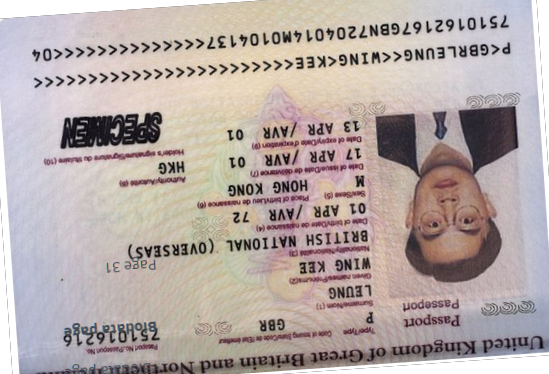 United Kingdom of Great Britain and Northern
Passport
Passeport
Type/Type
P
Code of Issuing State/Code de l'État émetteur
GBR
Passport No./Passeport No.
751016216
Biodata page
Surname/Nom (1)
LEUNG
Given names/Prénoms (2)
WING KEE
Nationality/Nationalité (3)
BRITISH NATIONAL (OVERSEAS)
Page 31
Date of birth/Date de naissance (4)
01 APR /AVR 72
Sex/Sexe (5)
M
Place of birth/Lieu de naissance (6)
HONG KONG
Date of issue/Date de délivrance (7)
17 APR /AVR 01
Authority/Autorité (8)
HKG
Date of expiry/Date d'expiration (9)
13 APR /AVR 01
Holder's signature/Signature du titulaire (10)
SPECIMEN
P<GBRLEUNG<<WING<KEE<<<<<<<<<<<<<<<<<<<<<<<<
7510162167GBN7204014M0104137<<<<<<<<<<<<<<04